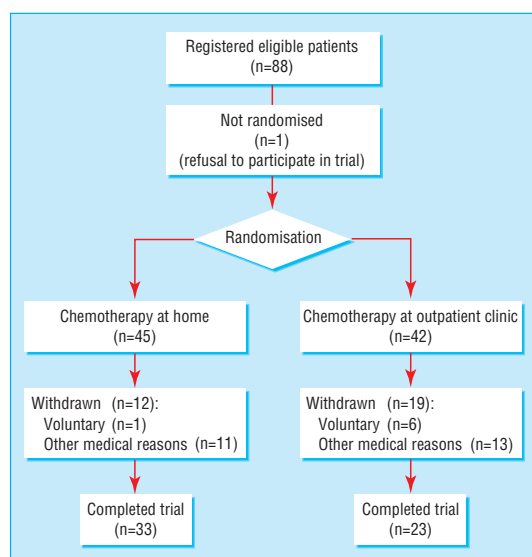 Registered eligible patients
(n=88)
Not randomised
(n=1)
(refusal to participate in trial)
Randomisation
Chemotherapy at home
(n=45)
Chemotherapy at outpatient clinic
(n=42)
Withdrawn (n=12):
Voluntary (n=1)
Other medical reasons (n=11)
Withdrawn (n=19):
Voluntary (n=6)
Other medical reasons (n=13)
Completed trial
(n=33)
Completed trial
(n=23)